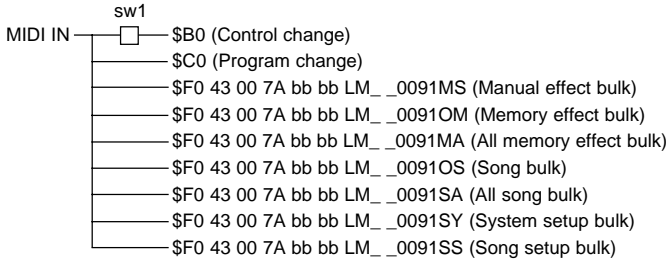 sw1
MIDI IN
$B0 (Control change)
$C0 (Program change)
$F0 43 00 7A bb bb LM_ _0091MS (Manual effect bulk)
$F0 43 00 7A bb bb LM_ _0091OM (Memory effect bulk)
$F0 43 00 7A bb bb LM_ _0091MA (All memory effect bulk)
$F0 43 00 7A bb bb LM_ _0091OS (Song bulk)
$F0 43 00 7A bb bb LM_ _0091SA (All song bulk)
$F0 43 00 7A bb bb LM_ _0091SY (System setup bulk)
$F0 43 00 7A bb bb LM_ _0091SS (Song setup bulk)